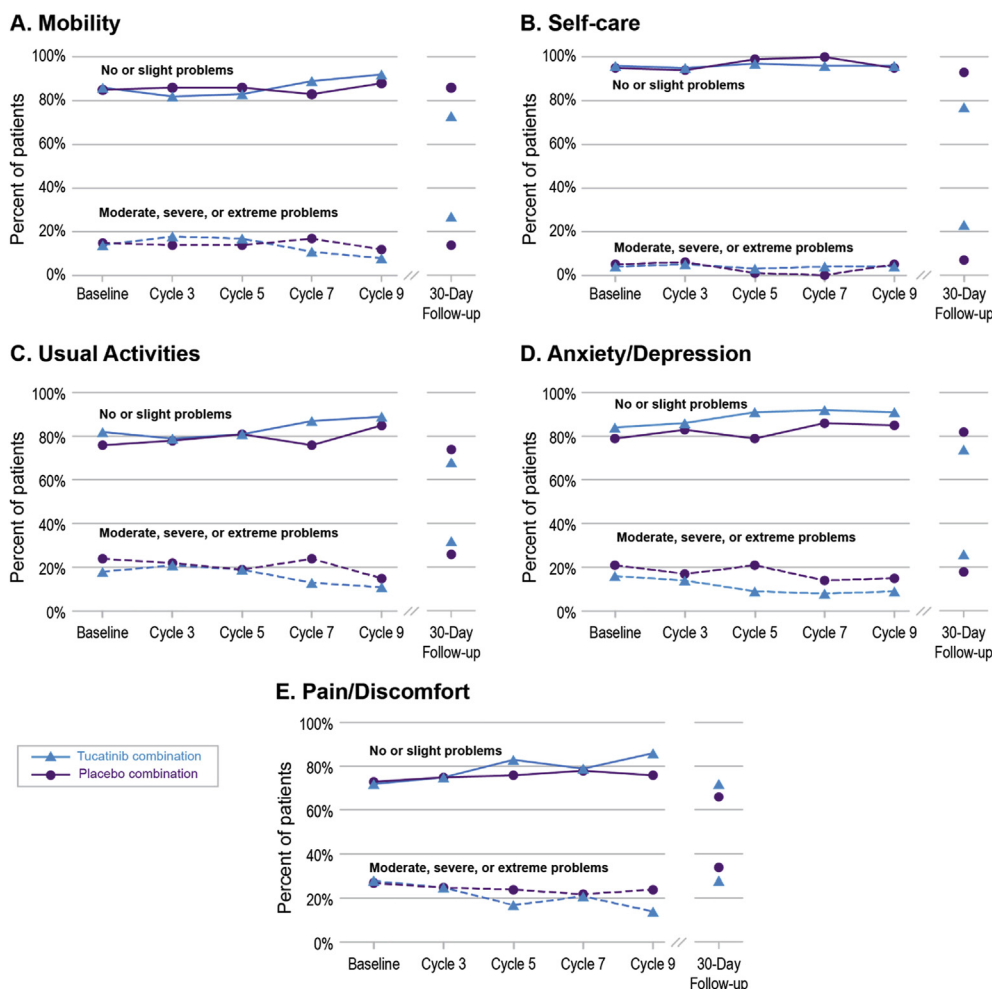 A. Mobility
Percent of patients
100%
80%
60%
40%
20%
0%
No or slight problems
Moderate, severe, or extreme problems
Baseline Cycle 3 Cycle 5 Cycle 7 Cycle 9 // 30-Day
Follow-up
B. Self-care
Percent of patients
100%
80%
60%
40%
20%
0%
No or slight problems
Moderate, severe, or extreme problems
Baseline Cycle 3 Cycle 5 Cycle 7 Cycle 9 // 30-Day
Follow-up
C. Usual Activities
Percent of patients
100%
80%
60%
40%
20%
0%
No or slight problems
Moderate, severe, or extreme problems
Baseline Cycle 3 Cycle 5 Cycle 7 Cycle 9 // 30-Day
Follow-up
D. Anxiety/Depression
Percent of patients
100%
80%
60%
40%
20%
0%
No or slight problems
Moderate, severe, or extreme problems
Baseline Cycle 3 Cycle 5 Cycle 7 Cycle 9 // 30-Day
Follow-up
Tucatinib combination
Placebo combination
E. Pain/Discomfort
Percent of patients
100%
80%
60%
40%
20%
0%
No or slight problems
Moderate, severe, or extreme problems
Baseline Cycle 3 Cycle 5 Cycle 7 Cycle 9 // 30-Day
Follow-up